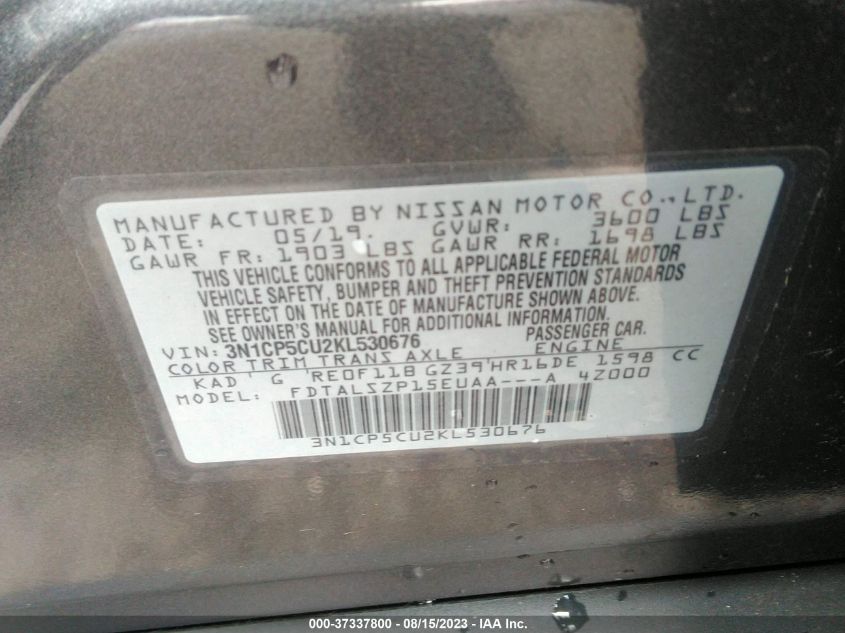 MANUFACTURED BY NISSAN MOTOR CO., LTD.
DATE: 05/19. GVWR: 3600 LBS
GAWR FR: 1903 LBS GAWR RR: 1698 LBS
THIS VEHICLE CONFORMS TO ALL APPLICABLE FEDERAL MOTOR
VEHICLE SAFETY, BUMPER AND THEFT PREVENTION STANDARDS
IN EFFECT ON THE DATE OF MANUFACTURE SHOWN ABOVE.
SEE OWNER'S MANUAL FOR ADDITIONAL INFORMATION
VIN: 3N1CP5CU2KL530676 PASSENGER CAR.
COLOR TRIM TRANS AXLE ENGINE
KAD G RE0F11B GZ39 HR16DE 1598 CC
MODEL: FDTALSZP15EUAA---A 4Z000
3N1CP5CU2KL530676
000-37337800 - 08/15/2023 - IAA Inc.